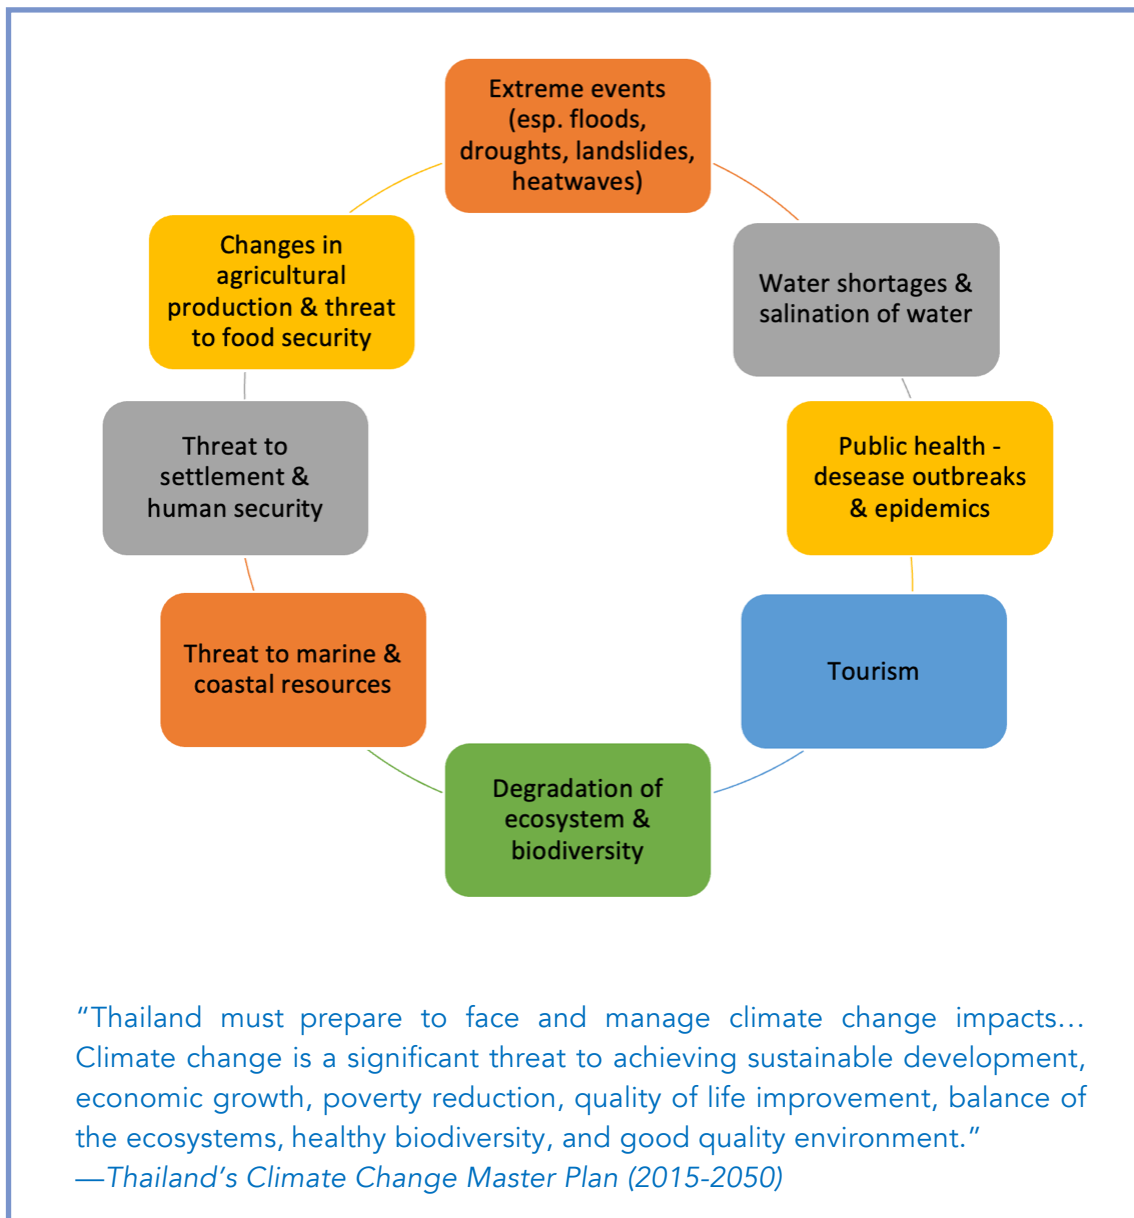 Extreme events
(esp. floods,
droughts, landslides,
heatwaves)
Water shortages &
salination of water
Public health -
desease outbreaks
& epidemics
Tourism
Degradation of
ecosystem &
biodiversity
Threat to marine &
coastal resources
Threat to
settlement &
human security
Changes in
agricultural
production & threat
to food security
“Thailand must prepare to face and manage climate change impacts…
Climate change is a significant threat to achieving sustainable development,
economic growth, poverty reduction, quality of life improvement, balance of
the ecosystems, healthy biodiversity, and good quality environment.”
—Thailand’s Climate Change Master Plan (2015-2050)